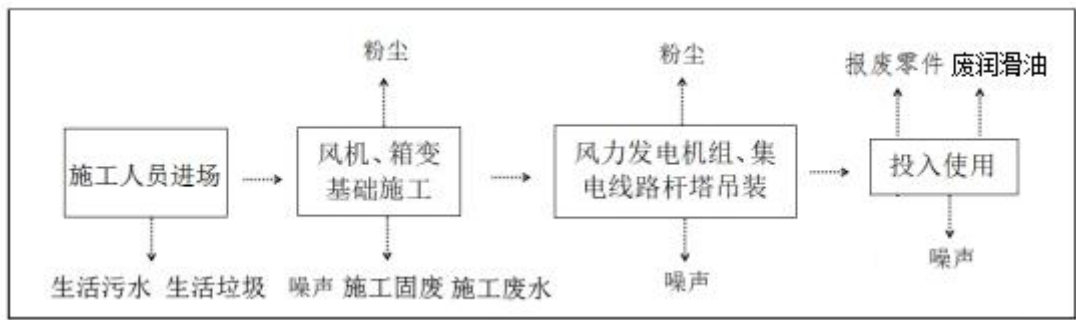 粉尘
粉尘
报废零件 废润滑油
施工人员进场
风机、箱变
基础施工
风力发电机组、集
电线路杆塔吊装
投入使用
生活污水 生活垃圾
噪声 施工固废 施工废水
噪声
噪声